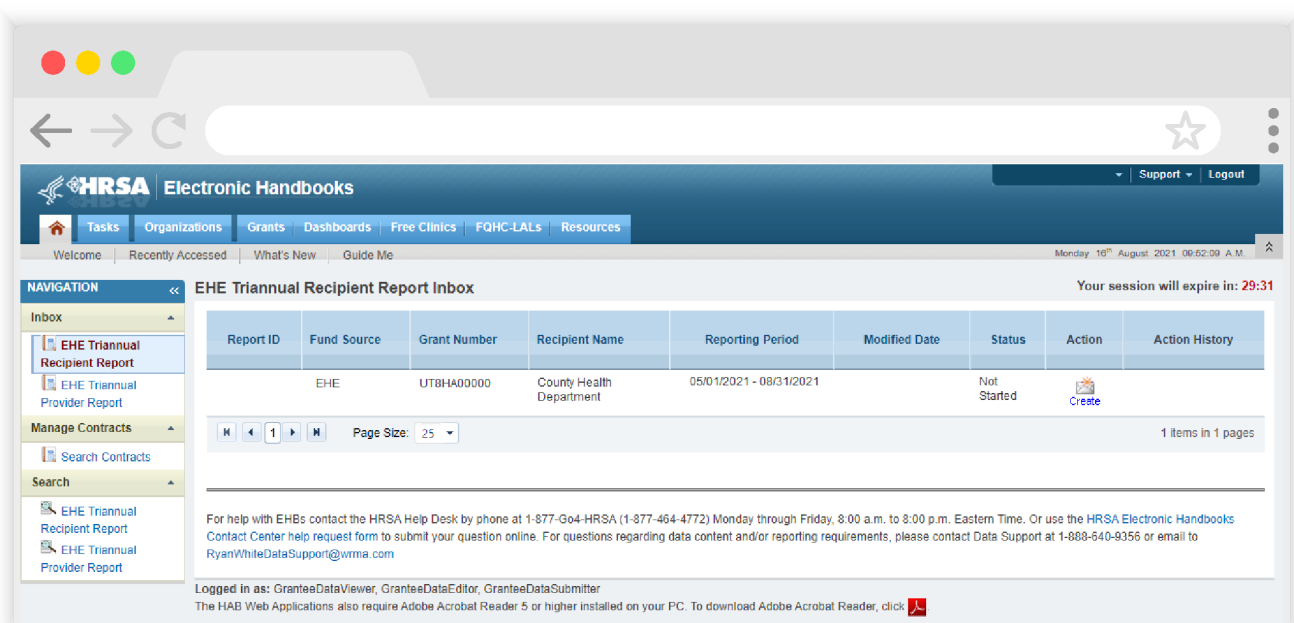 HRSA Electronic Handbooks
Support
Logout
Tasks Organizations Grants Dashboards Free Clinics FQHC-LALs Resources
Welcome Recently Accessed What's New Guide Me
Monday 16th August 2021 09:52:09 A.M.
NAVIGATION
EHE Triannual Recipient Report Inbox
Your session will expire in: 29:31
Inbox
EHE Triannual
Recipient Report
EHE Triannual
Provider Report
Manage Contracts
Search Contracts
Search
EHE Triannual
Recipient Report
EHE Triannual
Provider Report
Report ID Fund Source Grant Number Recipient Name Reporting Period Modified Date Status Action Action History
EHE UT8HA00000 County Health 05/01/2021 - 08/31/2021 Not
Department Started Create
1 Page Size: 25 1 items in 1 pages
For help with EHBs contact the HRSA Help Desk by phone at 1-877-Go4-HRSA (1-877-464-4772) Monday through Friday, 8:00 a.m. to 8:00 p.m. Eastern Time. Or use the HRSA Electronic Handbooks
Contact Center help request form to submit your question online. For questions regarding data content and/or reporting requirements, please contact Data Support at 1-888-640-9356 or email to
RyanWhiteDataSupport@wrma.com
Logged in as: GranteeDataViewer, GranteeDataEditor, GranteeDataSubmitter
The HAB Web Applications also require Adobe Acrobat Reader 5 or higher installed on your PC. To download Adobe Acrobat Reader, click .